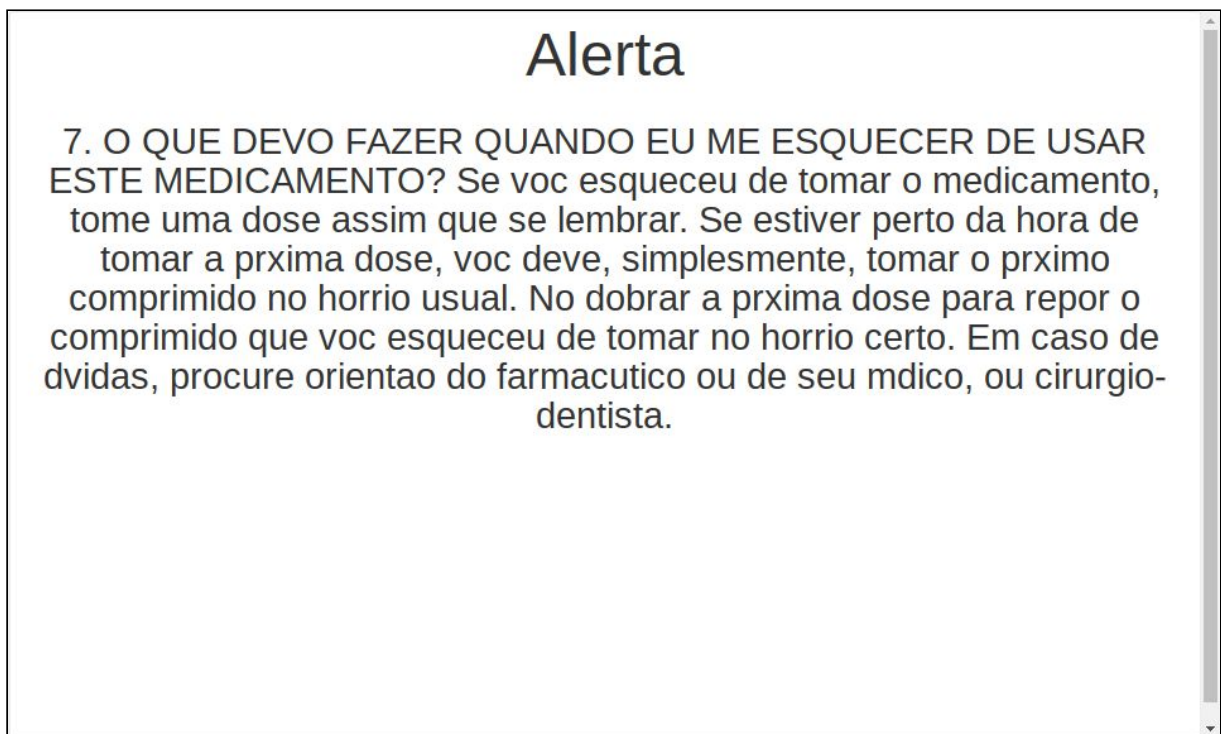 Alerta
7. O QUE DEVO FAZER QUANDO EU ME ESQUECER DE USAR
ESTE MEDICAMENTO? Se voc esqueceu de tomar o medicamento,
tome uma dose assim que se lembrar. Se estiver perto da hora de
tomar a prxima dose, voc deve, simplesmente, tomar o prximo
comprimido no horrio usual. No dobrar a prxima dose para repor o
comprimido que voc esqueceu de tomar no horrio certo. Em caso de
dvidas, procure orientao do farmacutico ou de seu mdico, ou cirurgio-
dentista.